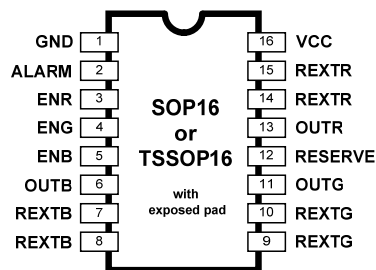 GND 1 16 VCC
ALARM 2 15 REXTR
ENR 3 14 REXTR
ENG 4 13 OUTR
ENB 5 12 RESERVE
OUTB 6 11 OUTG
REXTB 7 10 REXTG
REXTB 8 9 REXTG
SOP16
or
TSSOP16
with
exposed pad